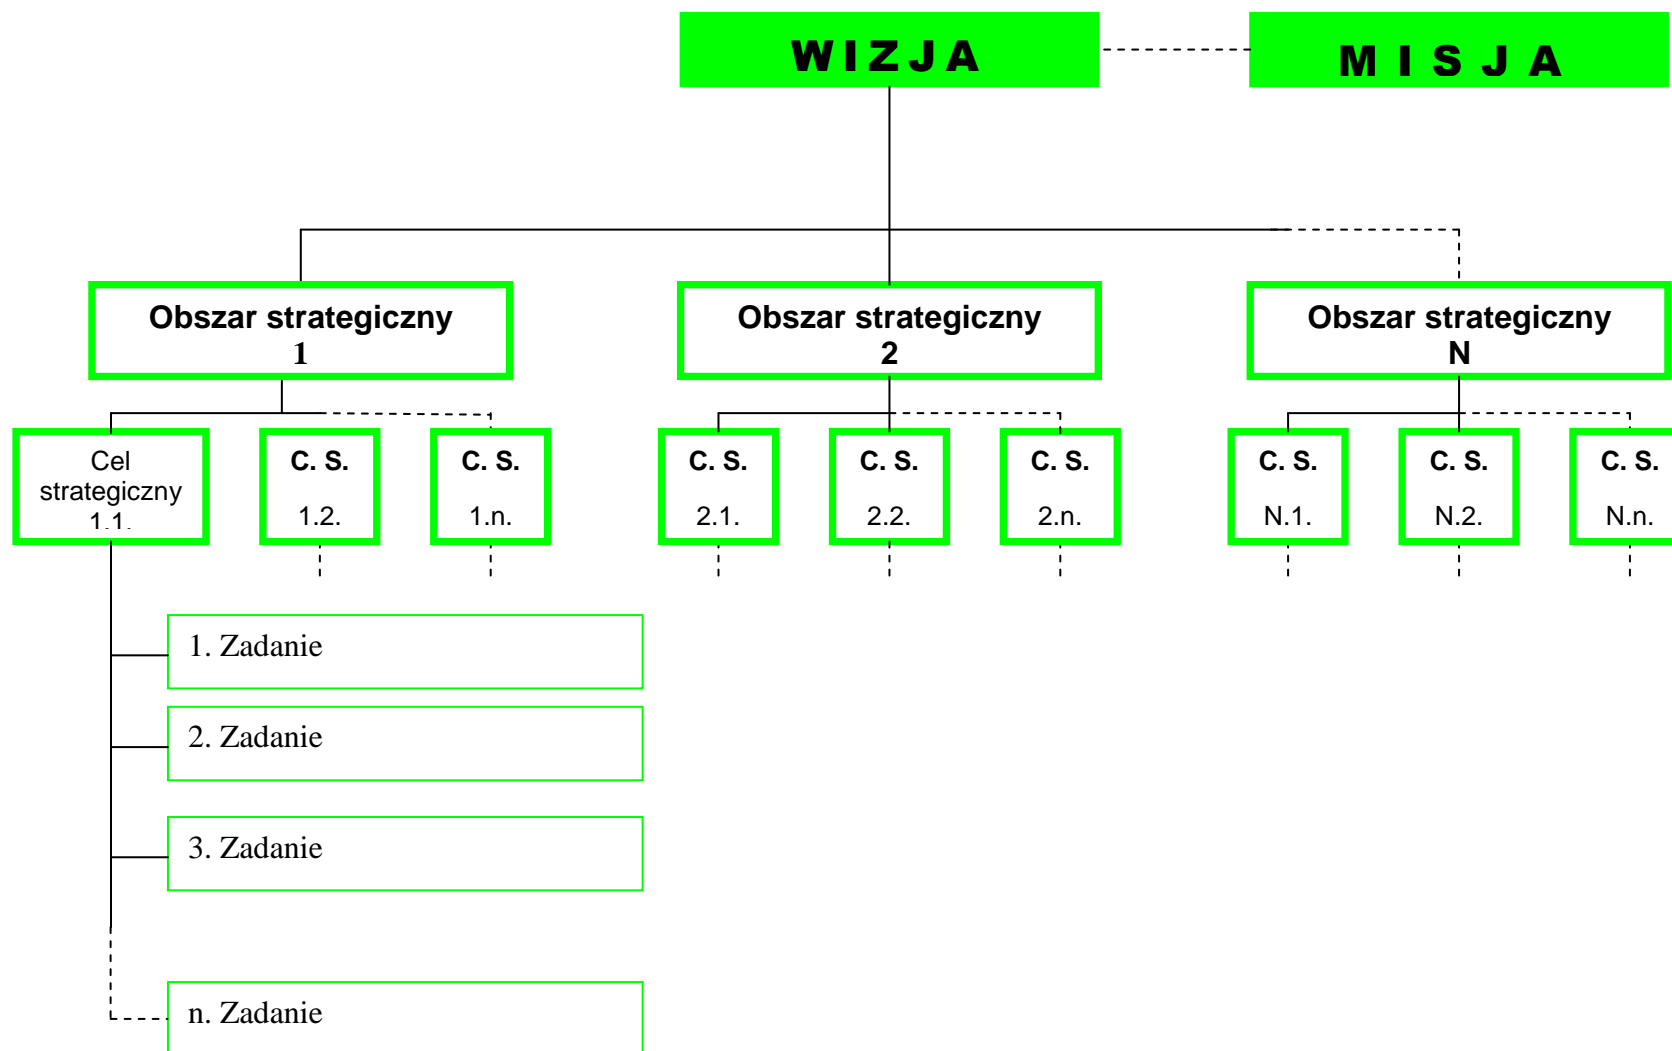 WIZJA
MISJA
Obszar strategiczny
1
Obszar strategiczny
2
Obszar strategiczny
N
Cel
strategiczny
1.1.
C. S.
1.2.
C. S.
1.n.
C. S.
2.1.
C. S.
2.2.
C. S.
2.n.
C. S.
N.1.
C. S.
N.2.
C. S.
N.n.
1. Zadanie
2. Zadanie
3. Zadanie
n. Zadanie